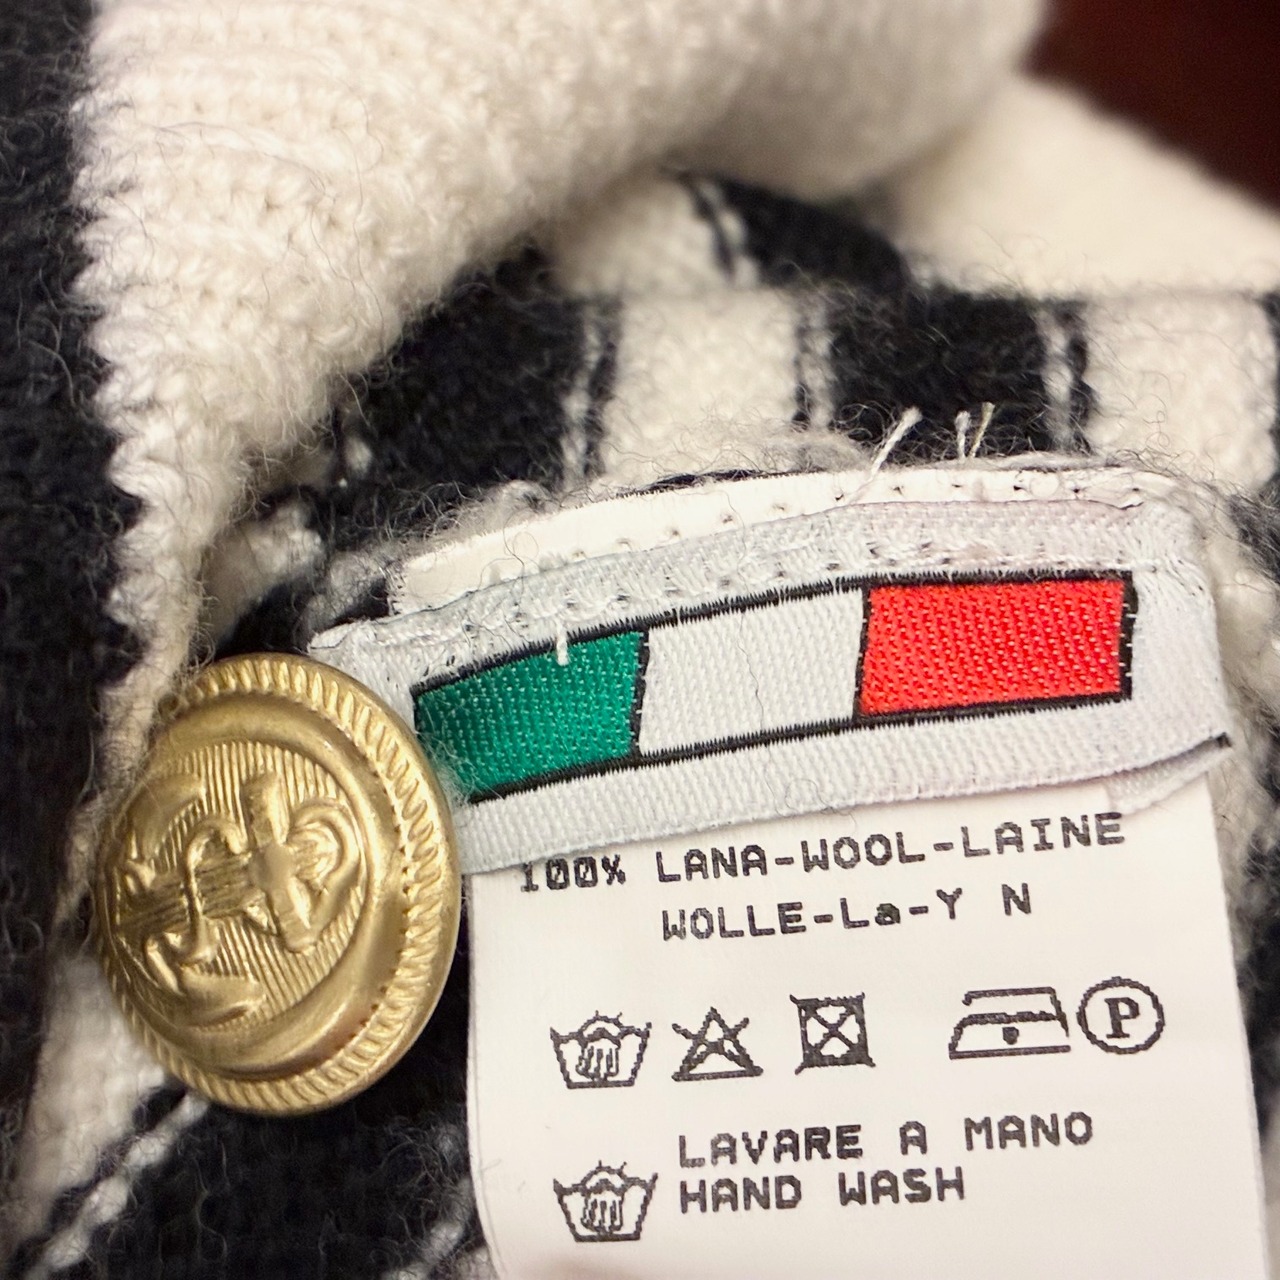 100% LANA-WOOL-LAINE
WOLLE-La-Y N
P
LAVARE A MANO
HAND WASH